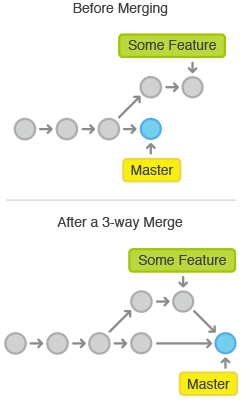 Before Merging
Some Feature
Master
After a 3-way Merge
Some Feature
Master